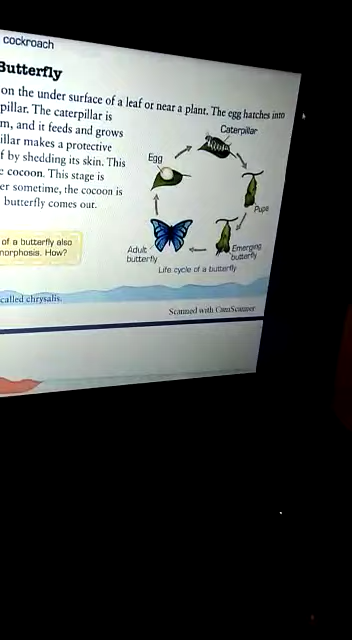 cockroach
Butterfly
on the under surface of a leaf or near a plant. The egg hatches into
pillar. The caterpillar is
m, and it feeds and grows
illar makes a protective
f by shedding its skin. This
cocoon. This stage is
er sometime, the cocoon is
butterfly comes out.
Caterpillar
Egg
Pupa
Emerging
butterfly
Adult
butterfly
Life cycle of a butterfly
of a butterfly also
morphosis. How?
called chrysalis.
Scanned with CamScanner